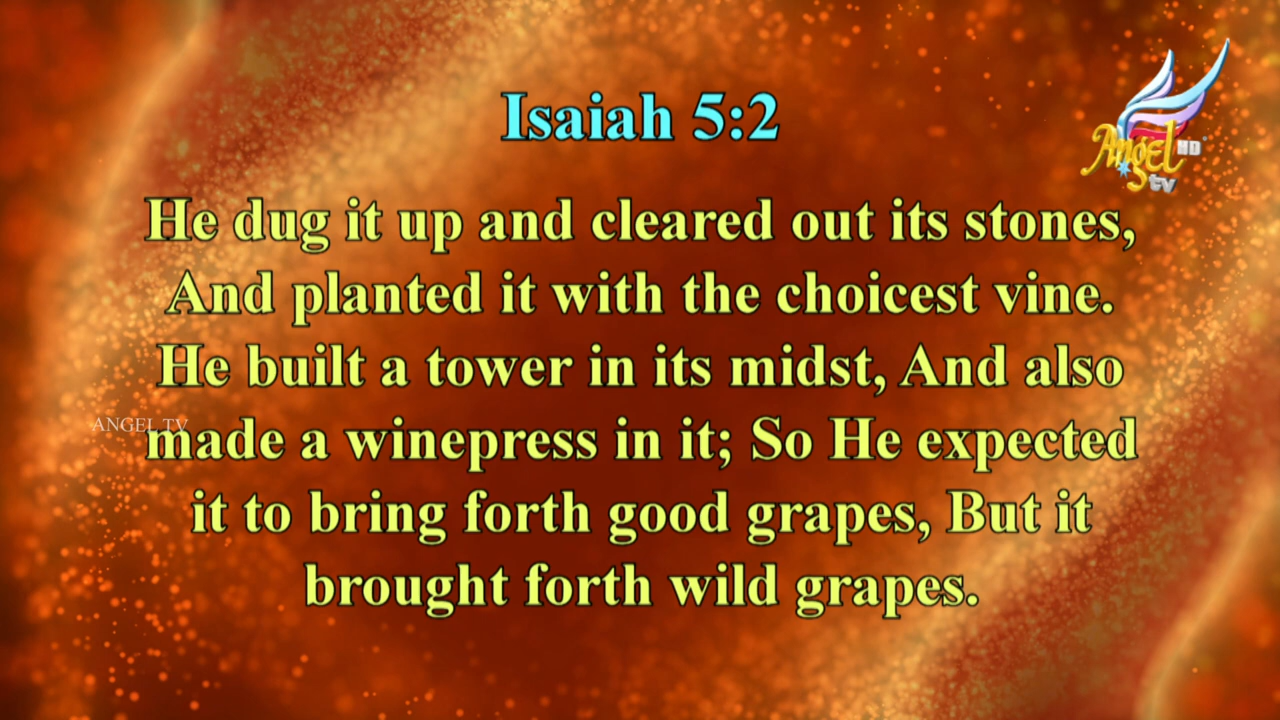 Isaiah 5:2
Angel HD
tv
He dug it up and cleared out its stones,
And planted it with the choicest vine.
He built a tower in its midst, And also
ANGEL TV
made a winepress in it; So He expected
it to bring forth good grapes, But it
brought forth wild grapes.